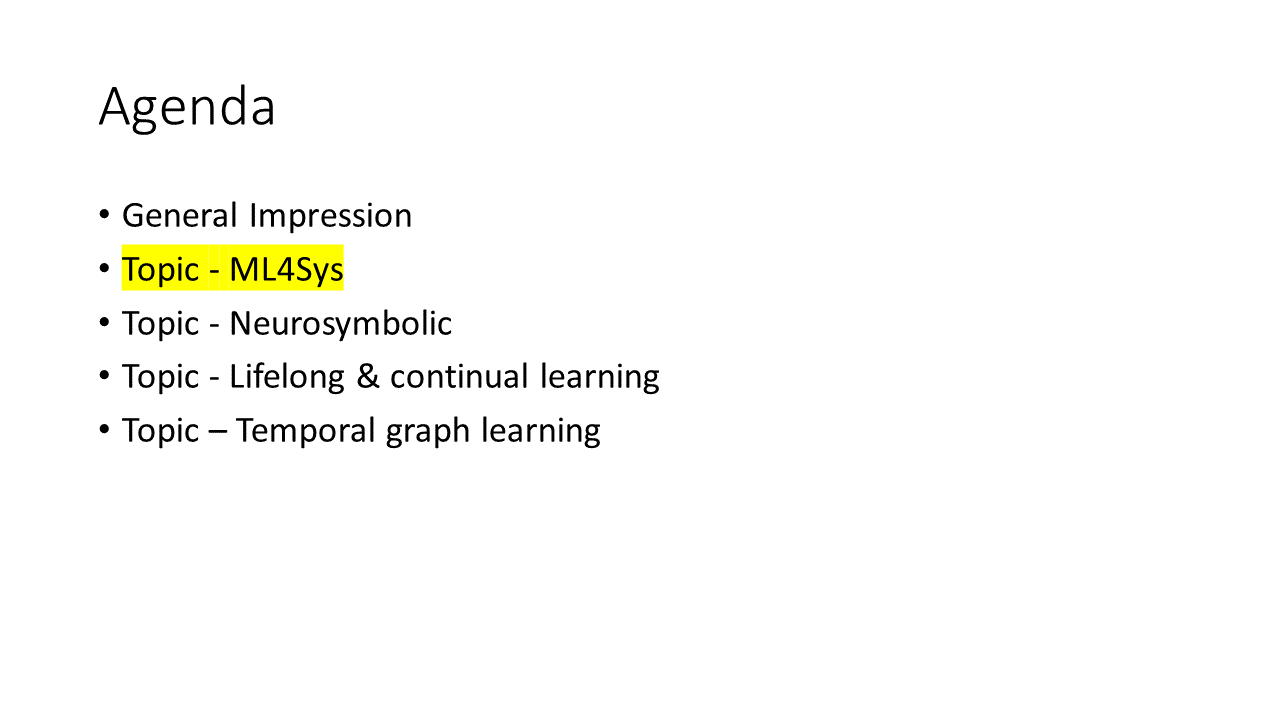 Agenda
• General Impression
• Topic - ML4Sys
• Topic - Neurosymbolic
• Topic - Lifelong & continual learning
• Topic – Temporal graph learning